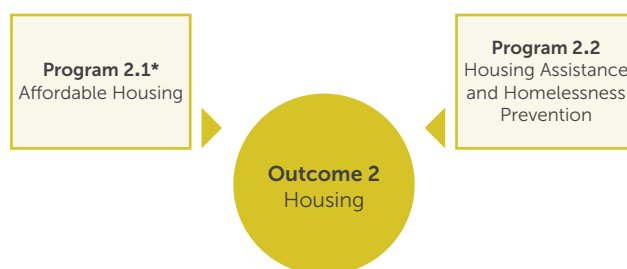 Program 2.1*
Affordable Housing
Program 2.2
Housing Assistance
and Homelessness
Prevention
Outcome 2
Housing